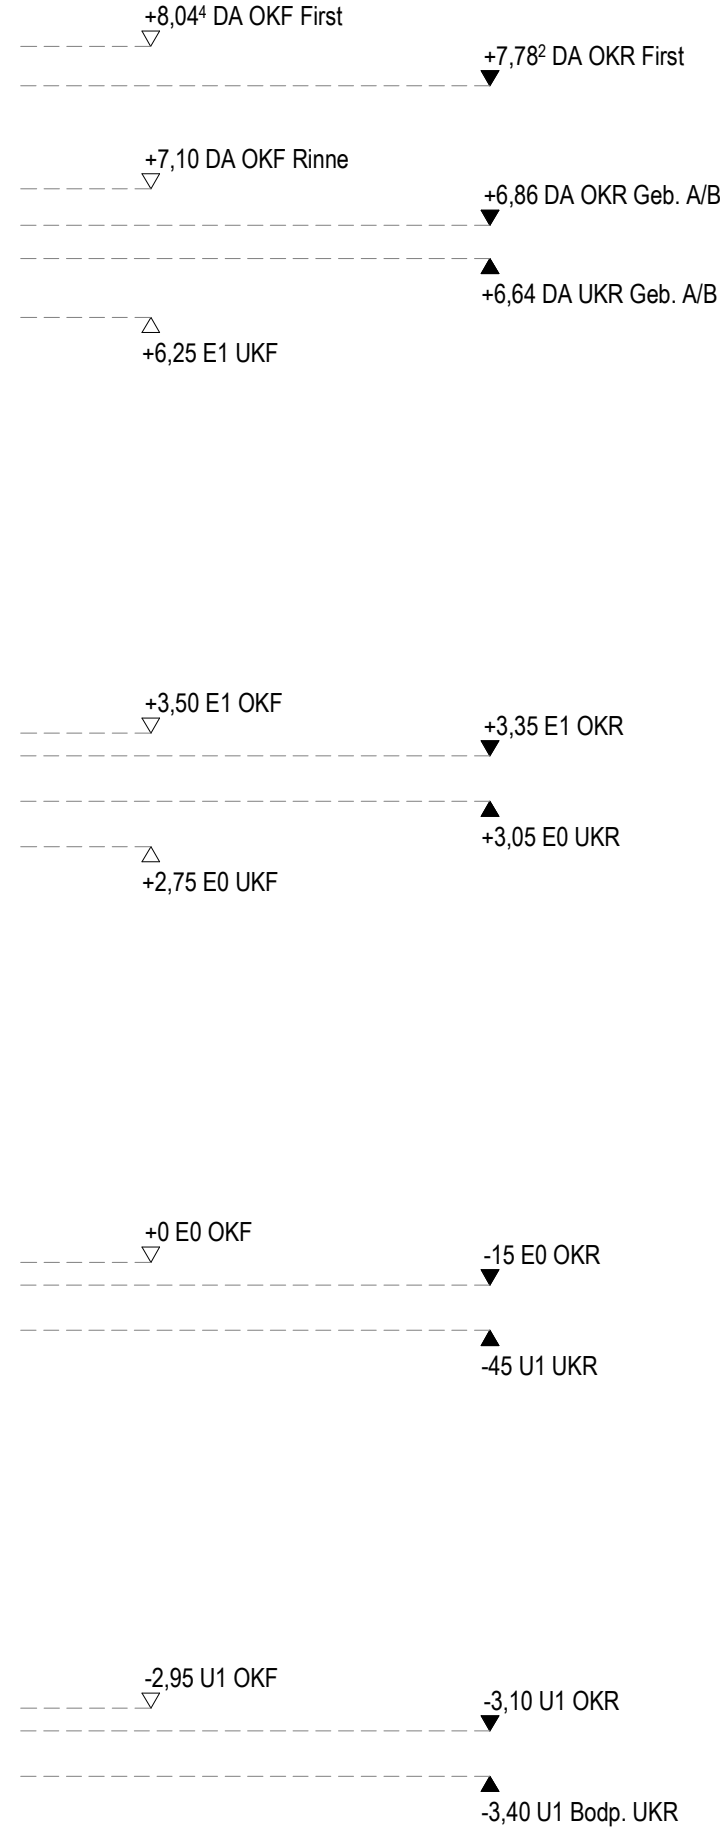 +8,04⁴ DA OKF First
+7,78² DA OKR First
+7,10 DA OKF Rinne
+6,86 DA OKR Geb. A/B
+6,64 DA UKR Geb. A/B
+6,25 E1 UKF
+3,50 E1 OKF
+3,35 E1 OKR
+3,05 E0 UKR
+2,75 E0 UKF
+0 E0 OKF
-15 E0 OKR
-45 U1 UKR
-2,95 U1 OKF
-3,10 U1 OKR
-3,40 U1 Bodp. UKR